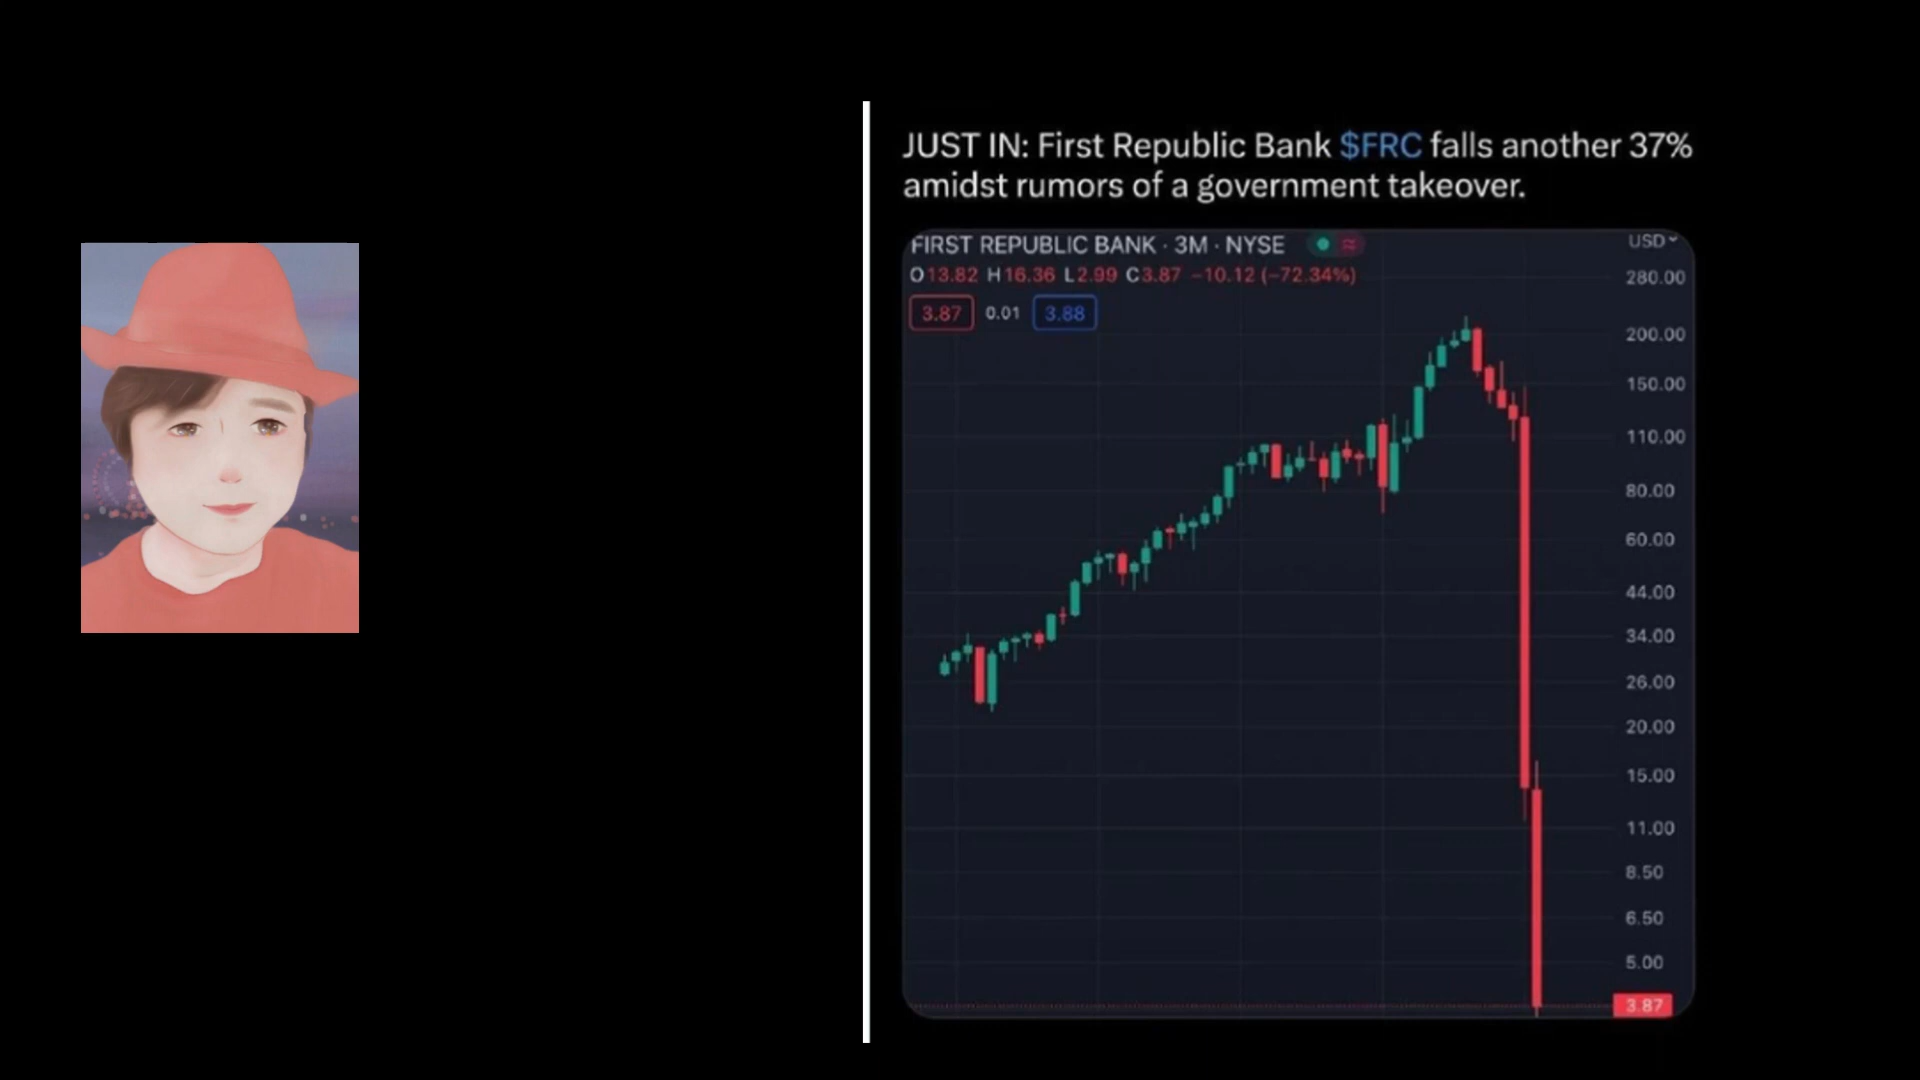 JUST IN: First Republic Bank $FRC falls another 37%
amidst rumors of a government takeover.
FIRST REPUBLIC BANK · 3M · NYSE
USD
O13.82 H16.36 L2.99 C3.87 −10.12 (−72.34%)
3.87 0.01 3.88
280.00
200.00
150.00
110.00
80.00
60.00
44.00
34.00
26.00
20.00
15.00
11.00
8.50
6.50
5.00
3.87